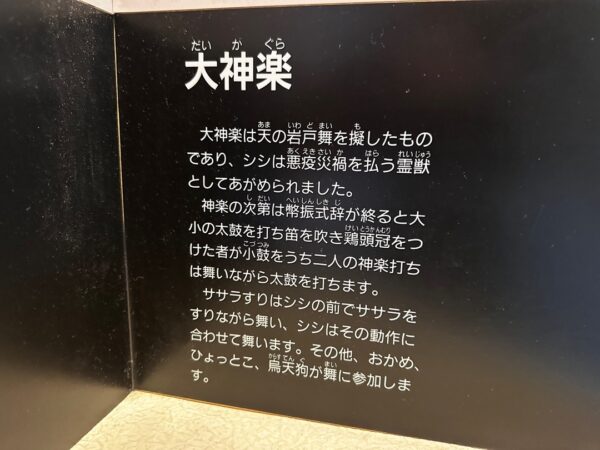 だいかぐら
大神楽
大神楽は天の岩戸舞を擬したもの
であり、シシは悪疫災禍を払う霊獣
としてあがめられました。
神楽の次第は幣振式辞が終ると大
小の太鼓を打ち笛を吹き鶏頭冠をつ
けた者が小鼓をうち二人の神楽打ち
は舞いながら太鼓を打ちます。
ササラすりはシシの前でササラを
すりながら舞い、シシはその動作に
合わせて舞います。その他、おかめ、
ひょっとこ、烏天狗が舞に参加しま
す。